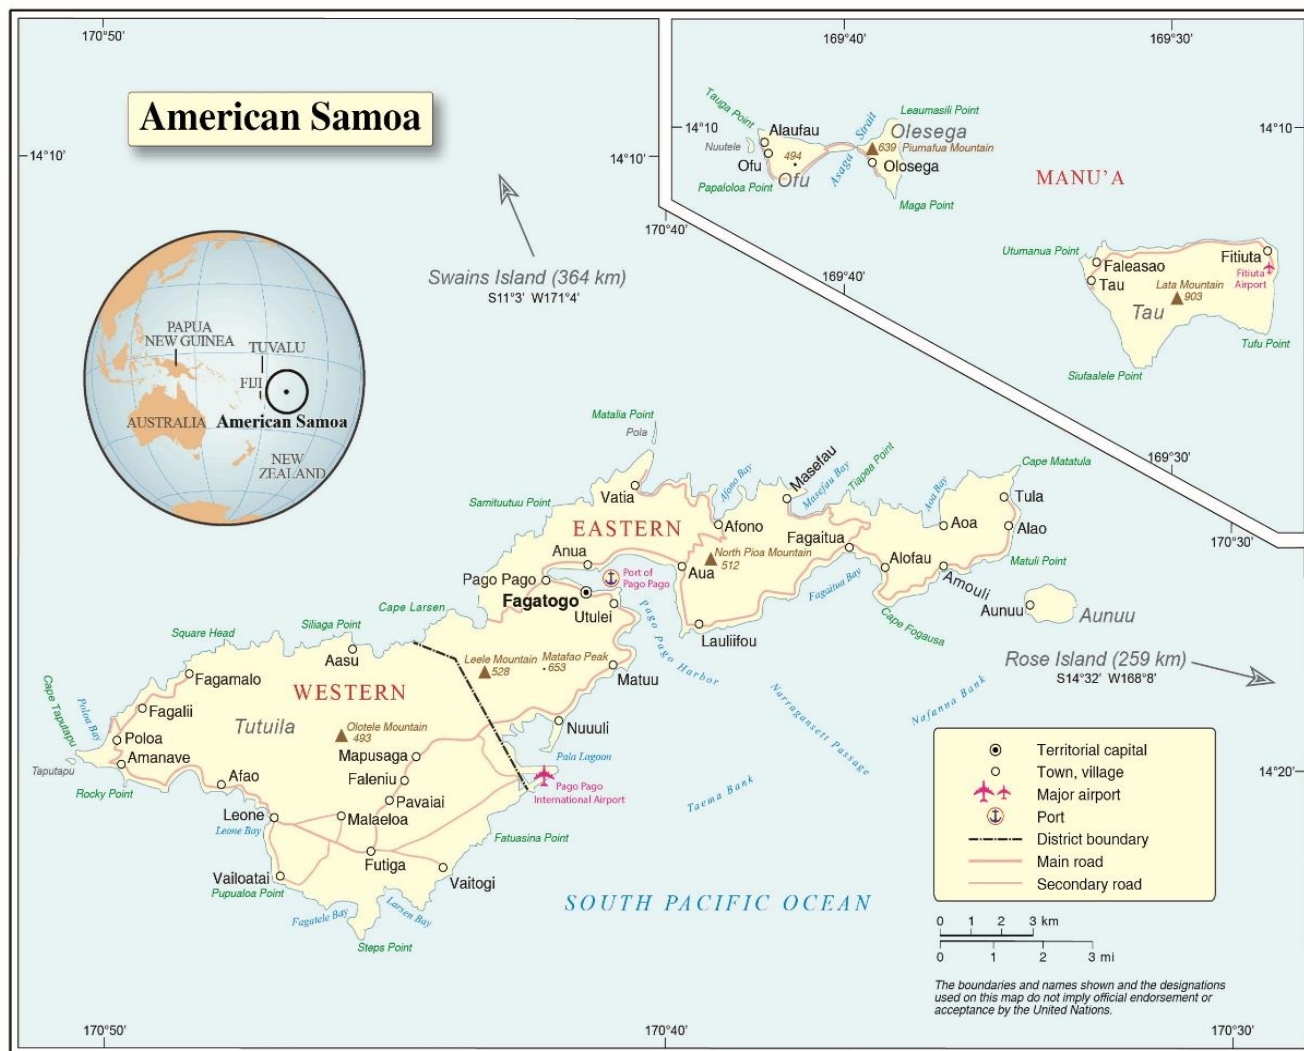 170°50'
169°40'
169°30'
American Samoa
14°10'
14°10'
14°10'
14°10'
170°40'
169°40'
169°30'
170°30'
Tauga Point
Alaufau
Nuutele
Ofu
494
Ofu
Papaloloa Point
Asaga Strait
Leaumasili Point
Olesega
639 Piumafua Mountain
Olosega
Maga Point
MANU'A
Utumanua Point
Faleasao
Tau
Fitiuta
Fitiuta
Airport
Lata Mountain
903
Tau
Tufu Point
Siufaalele Point
Swains Island (364 km)
S11°3' W171°4'
PAPUA
NEW GUINEA
TUVALU
FIJI
AUSTRALIA
American Samoa
NEW
ZEALAND
Matalia Point
Pola
Vatia
Samituutuu Point
EASTERN
Afono Bay
Afono
Masefau
Masefau Bay
Tiapea Point
Aoa Bay
Cape Matatula
Tula
Aoa
Alao
Anua
North Pioa Mountain
512
Fagaitua
Alofau
Matuli Point
Pago Pago
Port of
Pago Pago
Aua
Fagaitua Bay
Amouli
Fagatogo
Utulei
Cape Fogausa
Aunuu
Aunuu
Cape Larsen
Pago Pago Harbor
Lauliifou
Siliaga Point
Square Head
Aasu
Leele Mountain
528
Matafao Peak
653
Matuu
Rose Island (259 km)
S14°32' W168°8'
Fagamalo
WESTERN
Narragansett Passage
Nafanna Bank
Cape Taputapu
Poloa Bay
Fagalii
Tutuila
Olotele Mountain
493
Nuuuli
Poloa
Amanave
Taputapu
Mapusaga
Pala Lagoon
Rocky Point
Afao
Faleniu
Pago Pago
International Airport
Taema Bank
Pavaiai
Leone
Leone Bay
Malaeloa
Fatuasina Point
Futiga
Vailoatai
Pupualoa Point
Vaitogi
Fagatele Bay
Larsen Bay
Steps Point
SOUTH PACIFIC OCEAN
14°20'
Territorial capital
Town, village
Major airport
Port
District boundary
Main road
Secondary road
0 1 2 3 km
0 1 2 3 mi
The boundaries and names shown and the designations
used on this map do not imply official endorsement or
acceptance by the United Nations.
170°50'
170°40'
170°30'